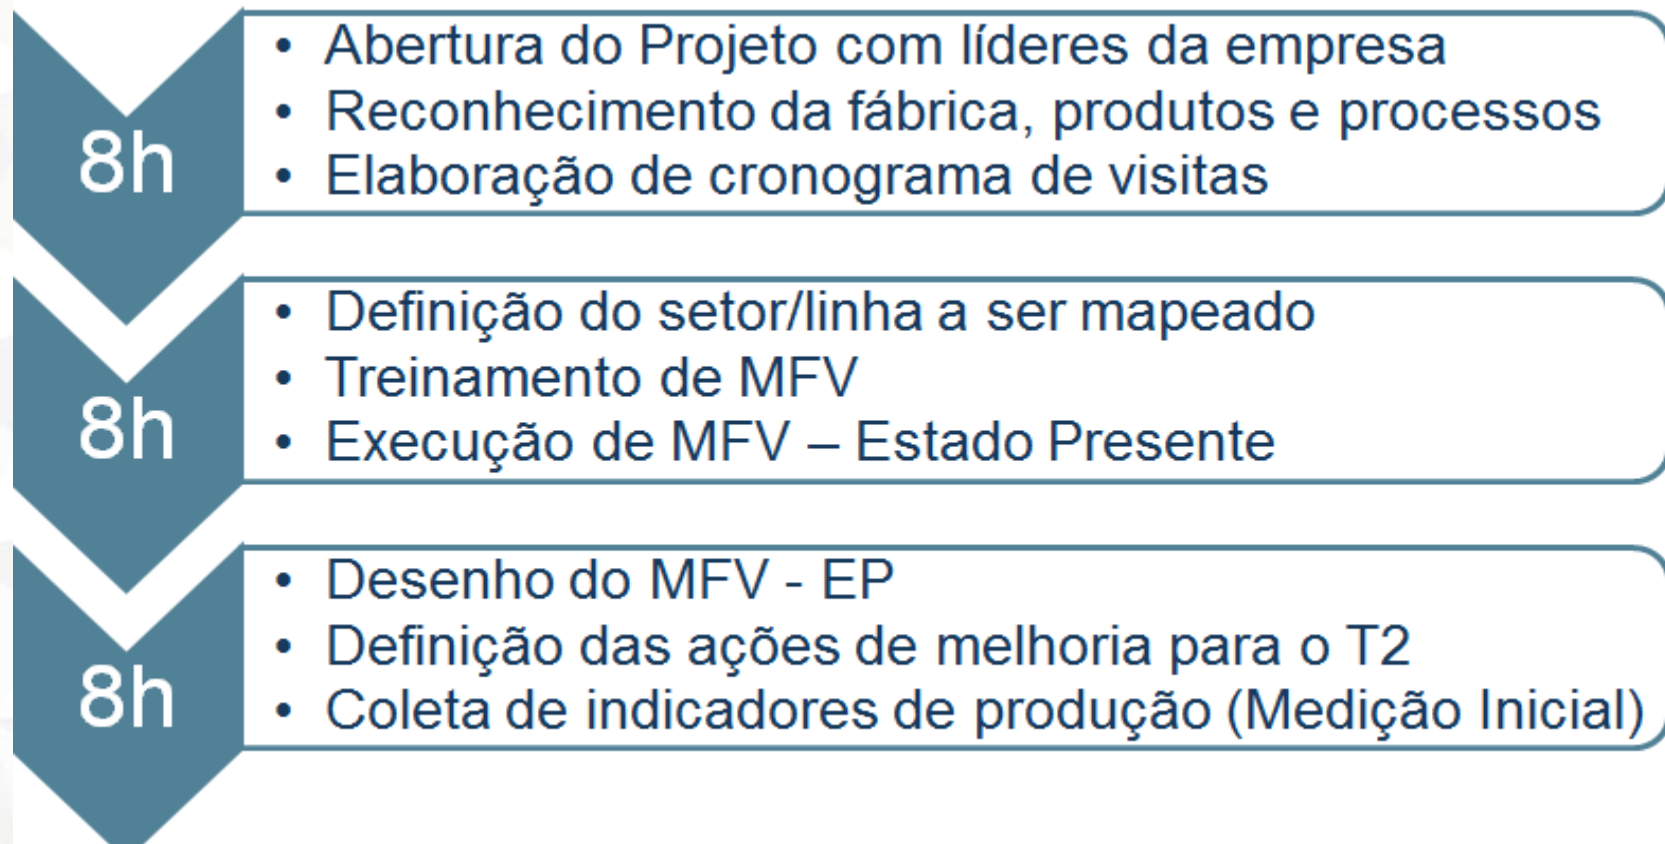 8h
• Abertura do Projeto com líderes da empresa
• Reconhecimento da fábrica, produtos e processos
• Elaboração de cronograma de visitas
8h
• Definição do setor/linha a ser mapeado
• Treinamento de MFV
• Execução de MFV – Estado Presente
8h
• Desenho do MFV - EP
• Definição das ações de melhoria para o T2
• Coleta de indicadores de produção (Medição Inicial)